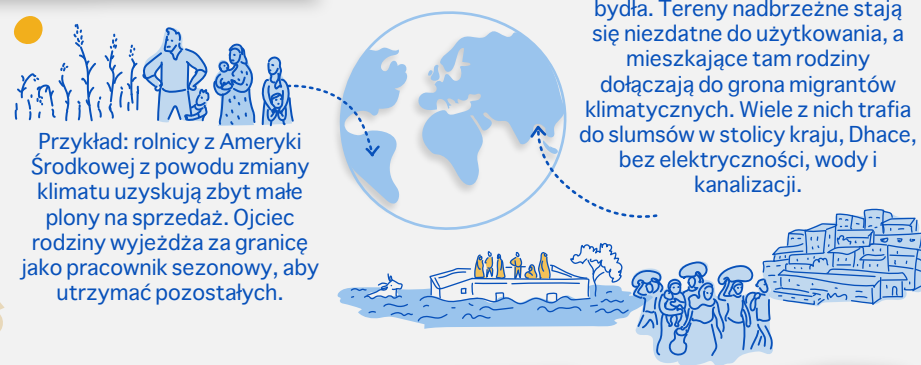 Przykład: rolnicy z Ameryki
Środkowej z powodu zmiany
klimatu uzyskują zbyt małe
plony na sprzedaż. Ojciec
rodziny wyjeżdża za granicę
jako pracownik sezonowy, aby
utrzymać pozostałych.
bydła. Tereny nadbrzeżne stają
się niezdatne do użytkowania, a
mieszkające tam rodziny
dołączają do grona migrantów
klimatycznych. Wiele z nich trafia
do slumsów w stolicy kraju, Dhace,
bez elektryczności, wody i
kanalizacji.